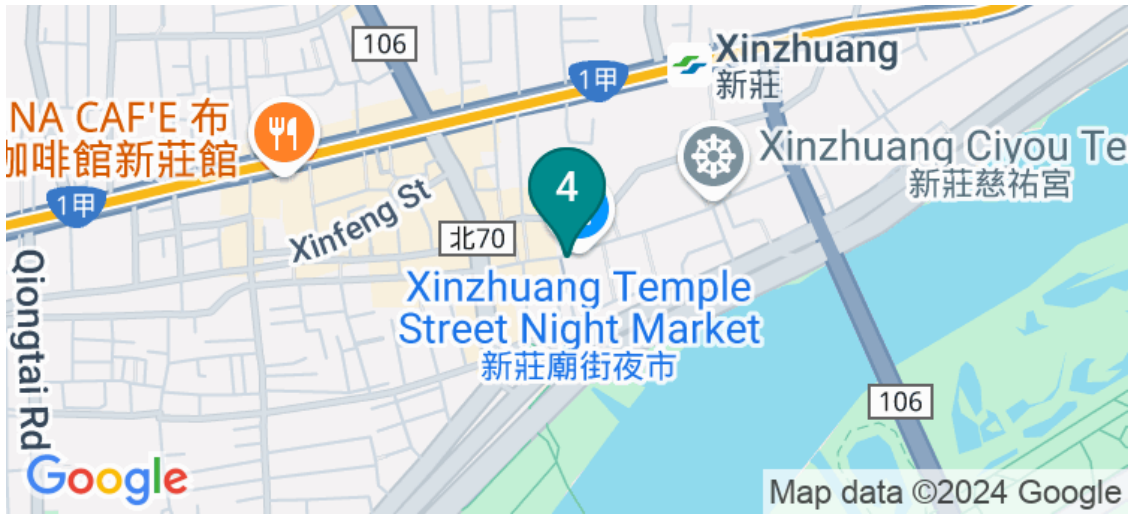 106
Xinzhuang
新莊
1甲
NA CAF'E 布
咖啡館新莊館
Xinzhuang Ciyou Te
新莊慈祐宮
4
1甲
Xinfeng St
北70
Qiongtai Rd
Xinzhuang Temple
Street Night Market
新莊廟街夜市
106
Google
Map data ©2024 Google